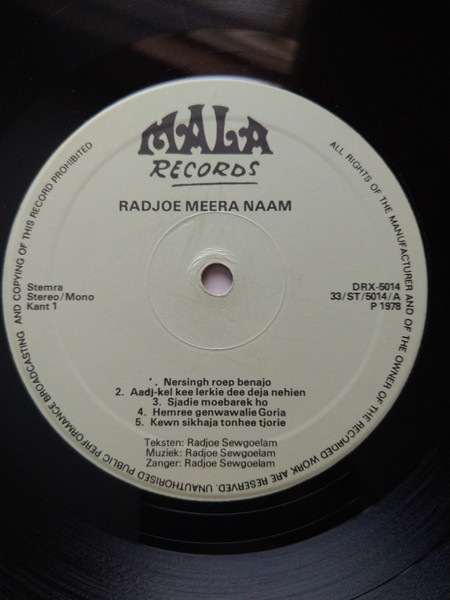 MALA
RECORDS
RADJOE MEERA NAAM
Stemra
Stereo/Mono
Kant 1
DRX-5014
33/ST/5014/A
P 1978
. Nersingh roep benajo
2. Aadj-kel kee lerkie dee deja nehien
3. Sjadie moebarek ho
4. Hemree genwawalie Goria
5. Kewn sikhaja tonhee tjorie
Teksten: Radjoe Sewgoelam
Muziek: Radjoe Sewgoelam
Zanger: Radjoe Sewgoelam
ALL RIGHTS OF THE MANUFACTURER AND OF THE OWNER OF THE RECORDED WORK ARE RESERVED. UNAUTHORISED PUBLIC PERFORMANCE BROADCASTING AND COPYING OF THIS RECORD PROHIBITED